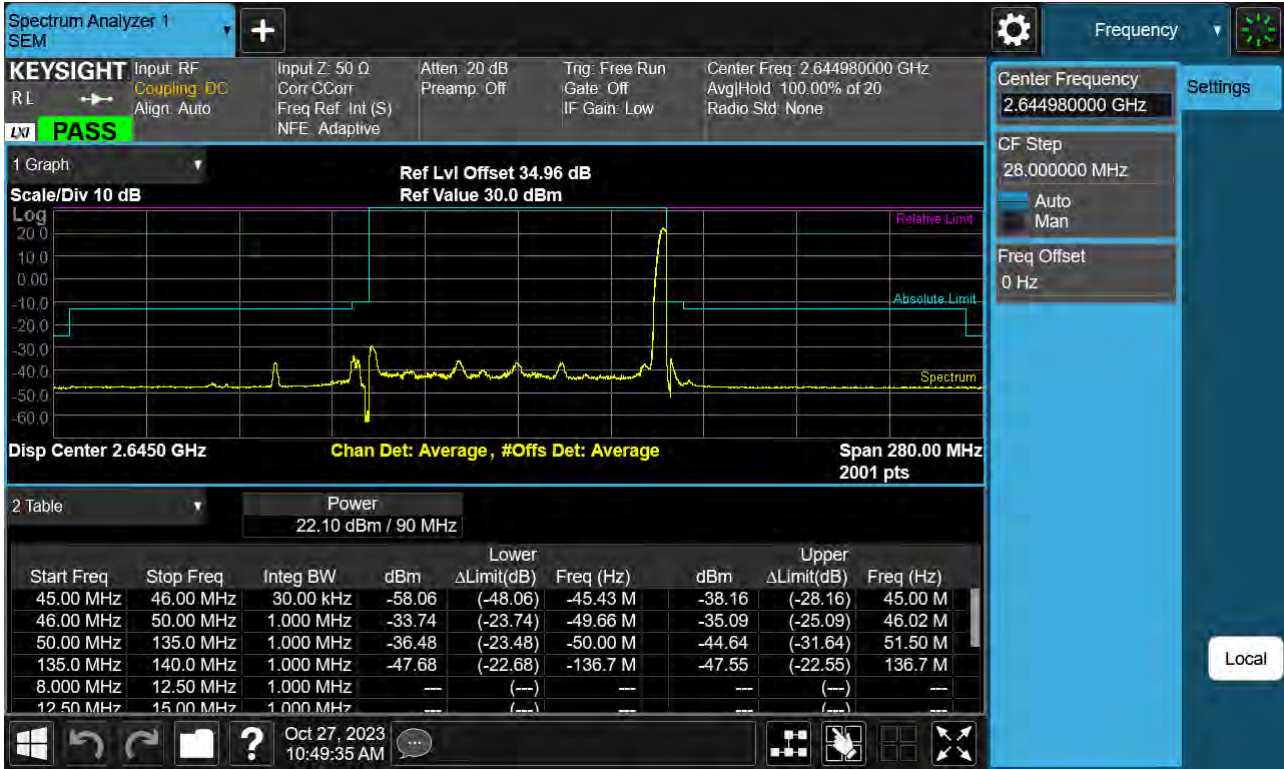 Spectrum Analyzer 1
SEM
Frequency
KEYSIGHT
RL
LXI
PASS
Input: RF
Coupling: DC
Align: Auto
Input Z: 50 Ω
Corr CCorr
Freq Ref: Int (S)
NFE: Adaptive
Atten: 20 dB
Preamp: Off
Trig: Free Run
Gate: Off
IF Gain: Low
Center Freq: 2.644980000 GHz
Avg|Hold: 100.00% of 20
Radio Std: None
Center Frequency
2.644980000 GHz
Settings
CF Step
28.000000 MHz
Auto
Man
Freq Offset
0 Hz
Local
1 Graph
Ref Lvl Offset 34.96 dB
Scale/Div 10 dB
Ref Value 30.0 dBm
Log
Relative Limit
20.0
10.0
0.00
-10.0
Absolute Limit
-20.0
-30.0
-40.0
Spectrum
-50.0
-60.0
Disp Center 2.6450 GHz
Chan Det: Average, #Offs Det: Average
Span 280.00 MHz
2001 pts
2 Table
Power
22.10 dBm / 90 MHz
Lower Upper
Start Freq Stop Freq Integ BW dBm ΔLimit(dB) Freq (Hz) dBm ΔLimit(dB) Freq (Hz)
45.00 MHz 46.00 MHz 30.00 kHz -58.06 (-48.06) -45.43 M -38.16 (-28.16) 45.00 M
46.00 MHz 50.00 MHz 1.000 MHz -33.74 (-23.74) -49.66 M -35.09 (-25.09) 46.02 M
50.00 MHz 135.0 MHz 1.000 MHz -36.48 (-23.48) -50.00 M -44.64 (-31.64) 51.50 M
135.0 MHz 140.0 MHz 1.000 MHz -47.68 (-22.68) -136.7 M -47.55 (-22.55) 136.7 M
8.000 MHz 12.50 MHz 1.000 MHz --- (---) --- --- (---) ---
12.50 MHz 15.00 MHz 1.000 MHz --- (---) --- --- (---) ---
?
Oct 27, 2023
10:49:35 AM